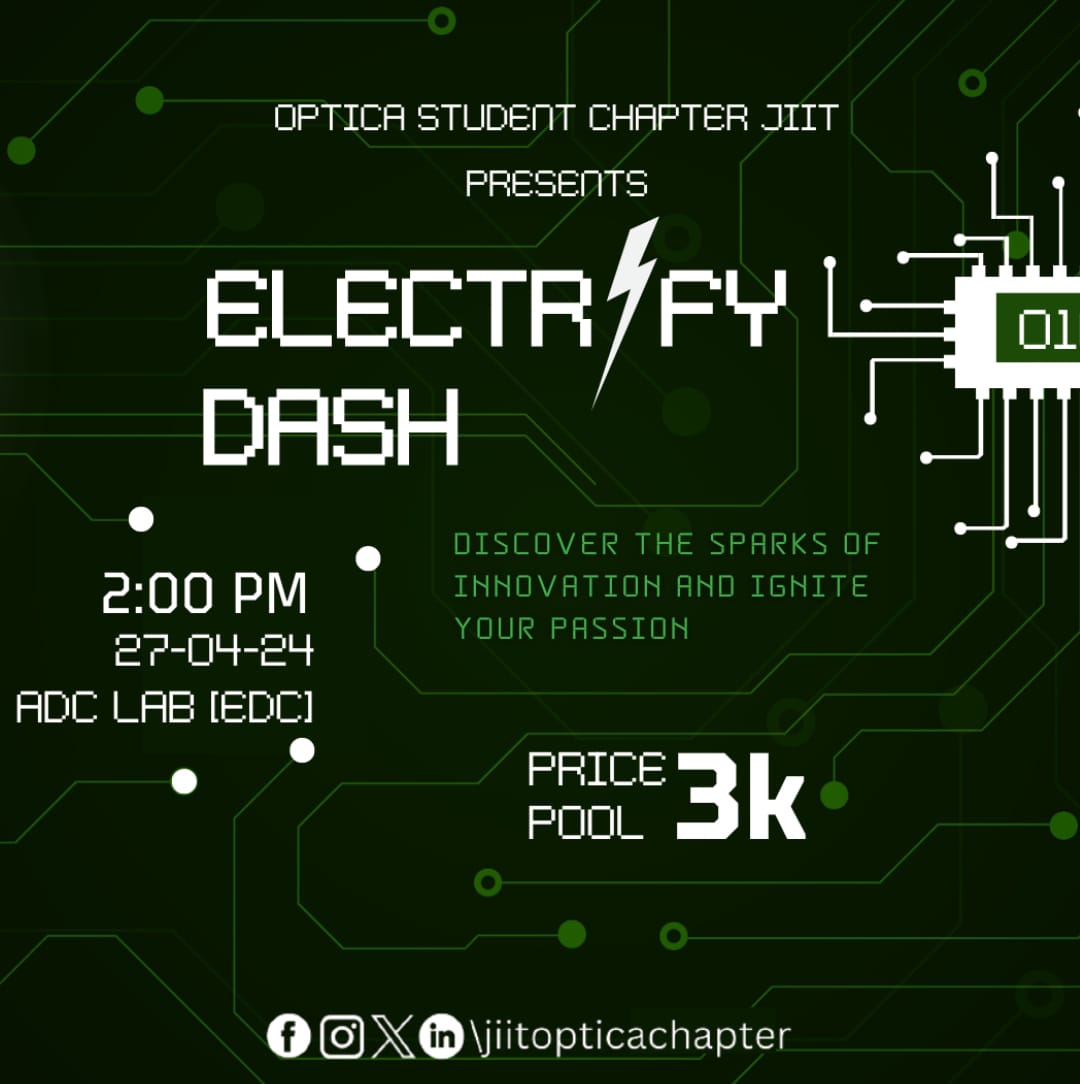 OPTICA STUDENT CHAPTER JIIT
PRESENTS
ELECTRIFY
DASH
01
DISCOVER THE SPARKS OF
INNOVATION AND IGNITE
YOUR PASSION
2:00 PM
27-04-24
ADC LAB [EDC]
PRICE
POOL 3k
\jiitopticachapter